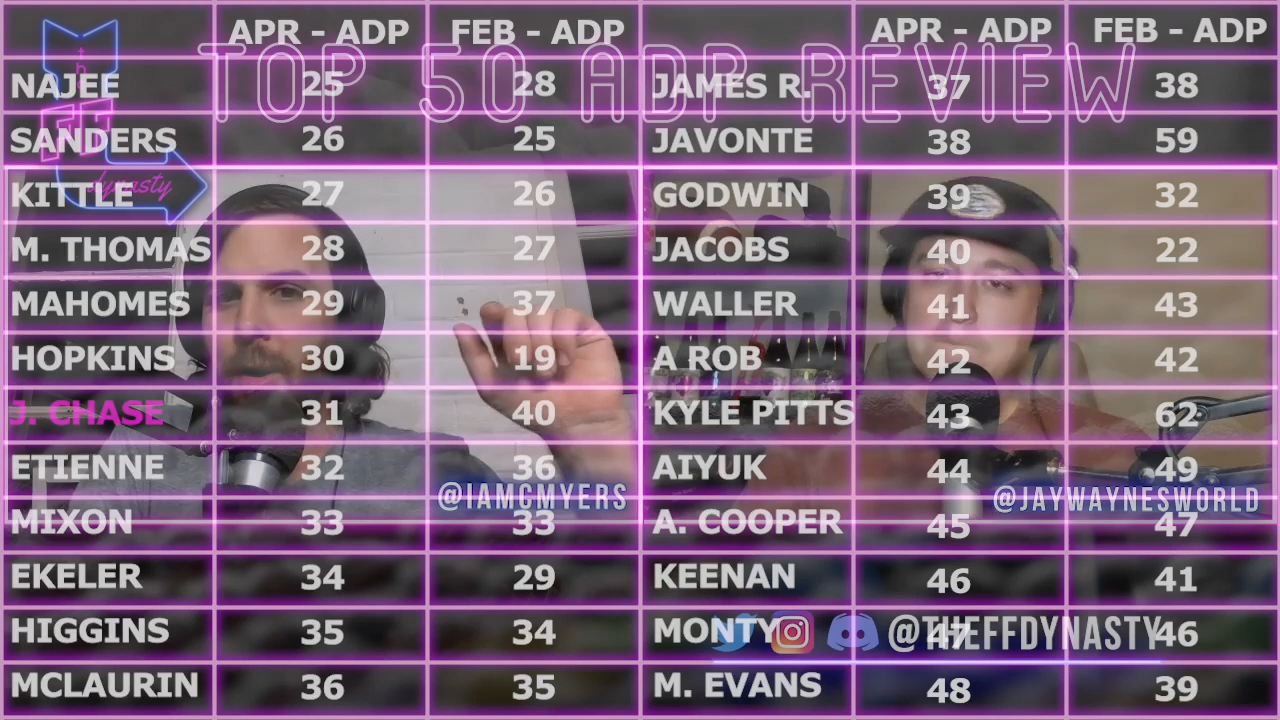 TOP 50 ADP REVIEW
APR - ADP FEB - ADP APR - ADP FEB - ADP
NAJEE 25 28 JAMES R. 37 38
SANDERS 26 25 JAVONTE 38 59
KITTLE 27 26 GODWIN 39 32
M. THOMAS 28 27 JACOBS 40 22
MAHOMES 29 37 WALLER 41 43
HOPKINS 30 19 A ROB 42 42
J. CHASE 31 40 KYLE PITTS 43 62
ETIENNE 32 36 AIYUK 44 49
MIXON 33 33 A. COOPER 45 47
EKELER 34 29 KEENAN 46 41
HIGGINS 35 34 MONTY 47 46
MCLAURIN 36 35 M. EVANS 48 39
th
FF
dynasty
@IAMCMYERS
@JAYWAYNESWORLD
@THEFFDYNASTY